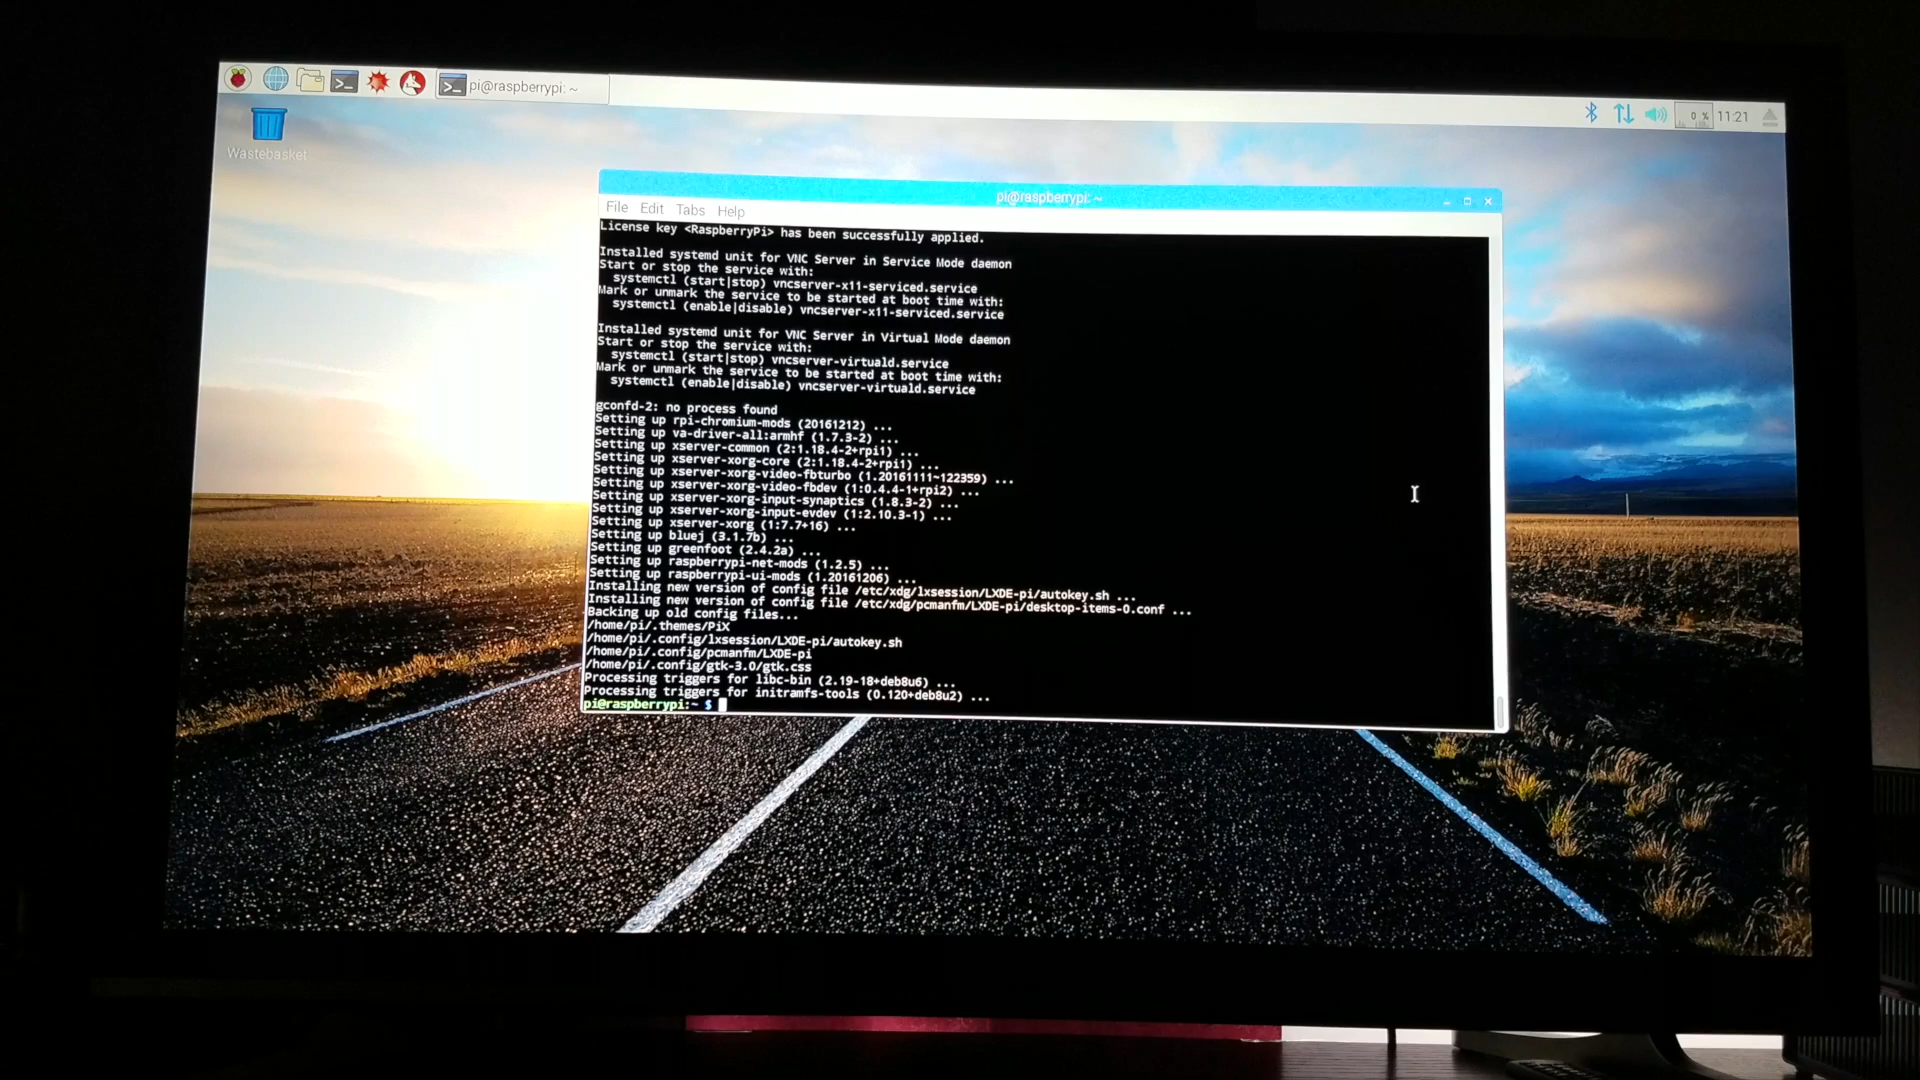 pi@raspberrypi: ~
0 %
11:21
Wastebasket
pi@raspberrypi: ~
File Edit Tabs Help
License key <RaspberryPi> has been successfully applied.
Installed systemd unit for VNC Server in Service Mode daemon
Start or stop the service with:
systemctl (start|stop) vncserver-x11-serviced.service
Mark or unmark the service to be started at boot time with:
systemctl (enable|disable) vncserver-x11-serviced.service
Installed systemd unit for VNC Server in Virtual Mode daemon
Start or stop the service with:
systemctl (start|stop) vncserver-virtuald.service
Mark or unmark the service to be started at boot time with:
systemctl (enable|disable) vncserver-virtuald.service
gconfd-2: no process found
Setting up rpi-chromium-mods (20161212) ...
Setting up va-driver-all:armhf (1.7.3-2) ...
Setting up xserver-common (2:1.18.4-2+rpi1) ...
Setting up xserver-xorg-core (2:1.18.4-2+rpi1) ...
Setting up xserver-xorg-video-fbturbo (1.20161111~122359) ...
Setting up xserver-xorg-video-fbdev (1:0.4.4-1+rpi2) ...
Setting up xserver-xorg-input-synaptics (1.8.3-2) ...
Setting up xserver-xorg-input-evdev (1:2.10.3-1) ...
Setting up xserver-xorg (1:7.7+16) ...
Setting up bluej (3.1.7b) ...
Setting up greenfoot (2.4.2a) ...
Setting up raspberrypi-net-mods (1.2.5) ...
Setting up raspberrypi-ui-mods (1.20161206) ...
Installing new version of config file /etc/xdg/lxsession/LXDE-pi/autokey.sh ...
Installing new version of config file /etc/xdg/pcmanfm/LXDE-pi/desktop-items-0.conf ...
Backing up old config files...
/home/pi/.themes/PiX
/home/pi/.config/lxsession/LXDE-pi/autokey.sh
/home/pi/.config/pcmanfm/LXDE-pi
/home/pi/.config/gtk-3.0/gtk.css
Processing triggers for libc-bin (2.19-18+deb8u6) ...
Processing triggers for initramfs-tools (0.120+deb8u2) ...
pi@raspberrypi:~ $